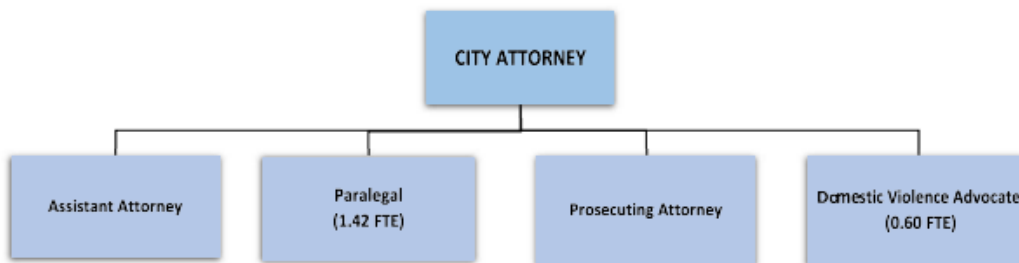 CITY ATTORNEY
Assistant Attorney
Paralegal
(1.42 FTE)
Prosecuting Attorney
Domestic Violence Advocate
(0.60 FTE)